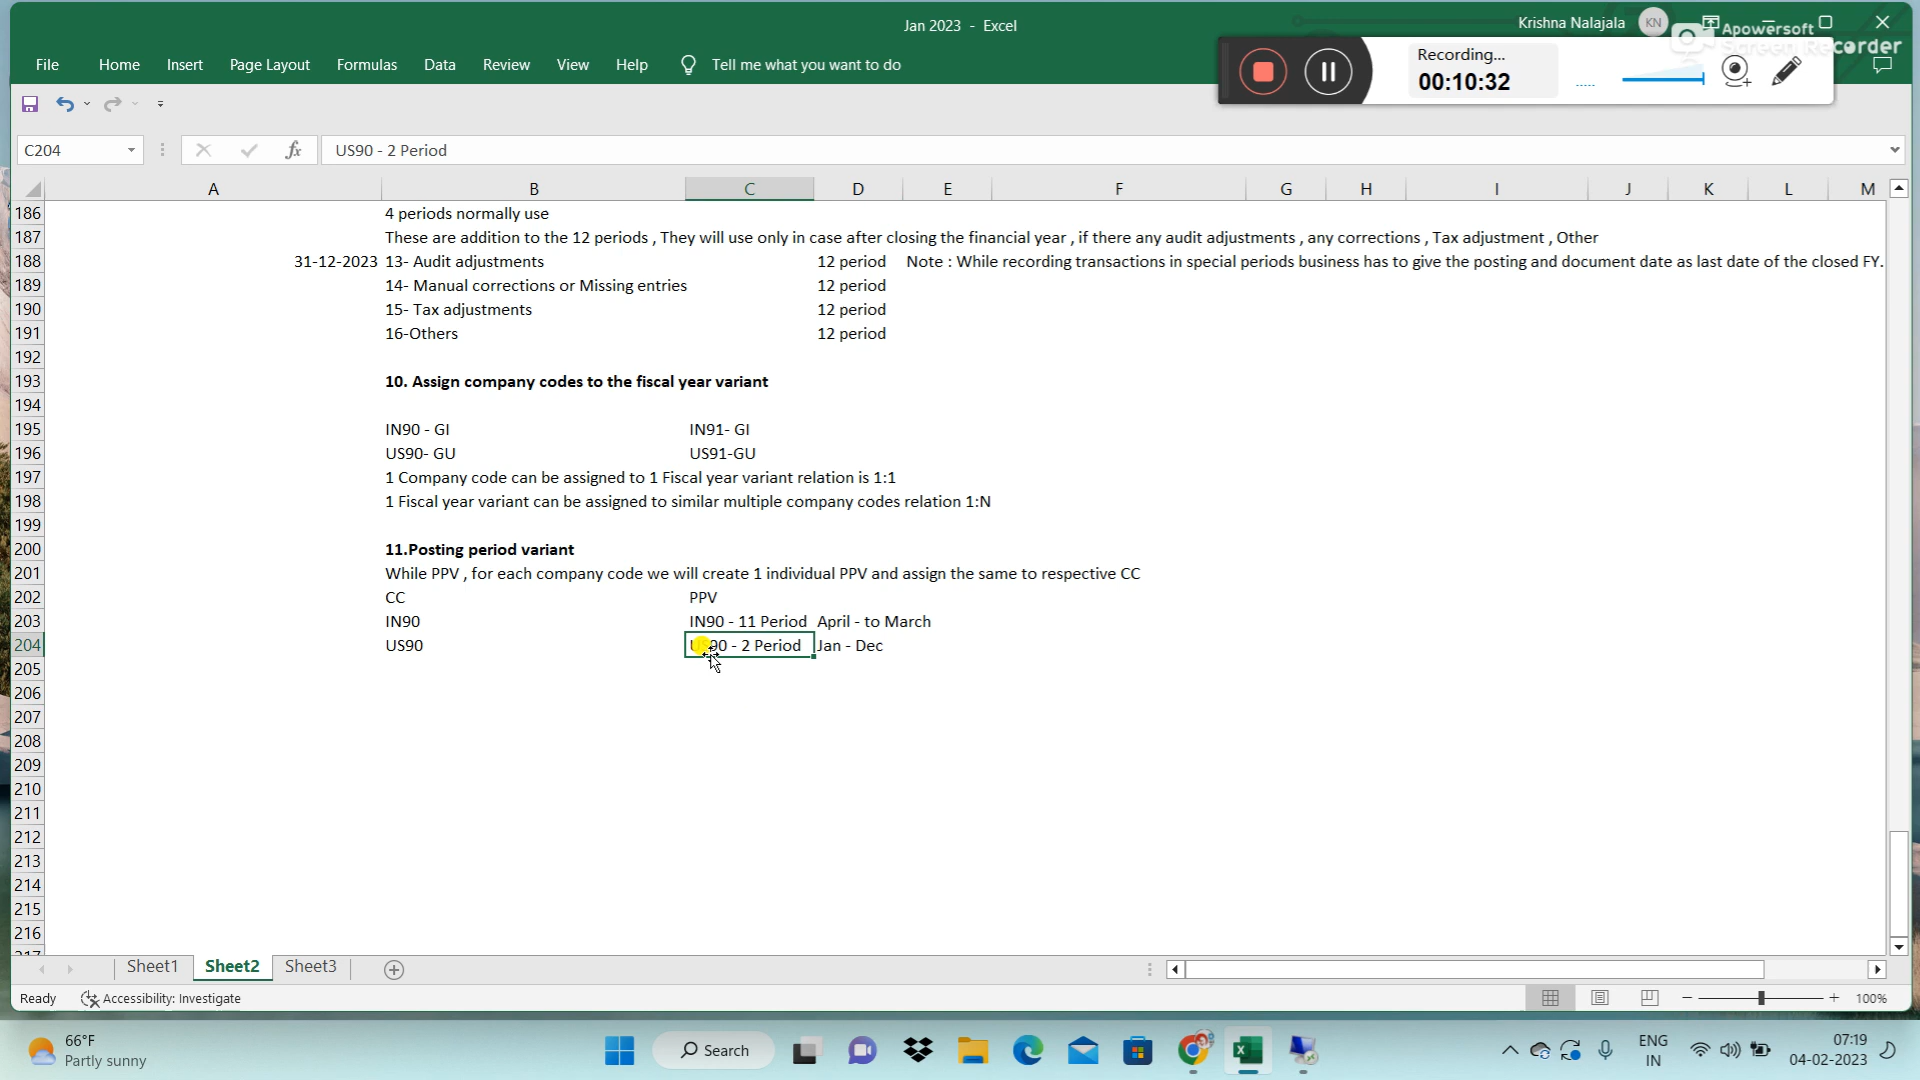 Jan 2023 - Excel
Krishna Nalajala
KN
Apowersoft
Screen Recorder
File Home Insert Page Layout Formulas Data Review View Help Tell me what you want to do
Recording...
00:10:32
C204 fx US90 - 2 Period
A B C D E F G H I J K L M
186 4 periods normally use
187 These are addition to the 12 periods , They will use only in case after closing the financial year , if there any audit adjustments , any corrections , Tax adjustment , Other
188 31-12-2023 13- Audit adjustments 12 period Note : While recording transactions in special periods business has to give the posting and document date as last date of the closed FY.
189 14- Manual corrections or Missing entries 12 period
190 15- Tax adjustments 12 period
191 16-Others 12 period
192
193 10. Assign company codes to the fiscal year variant
194
195 IN90 - GI IN91- GI
196 US90- GU US91-GU
197 1 Company code can be assigned to 1 Fiscal year variant relation is 1:1
198 1 Fiscal year variant can be assigned to similar multiple company codes relation 1:N
199
200 11.Posting period variant
201 While PPV , for each company code we will create 1 individual PPV and assign the same to respective CC
202 CC PPV
203 IN90 IN90 - 11 Period April - to March
204 US90 US90 - 2 Period Jan - Dec
205
206
207
208
209
210
211
212
213
214
215
216
217
Sheet1 Sheet2 Sheet3
Ready Accessibility: Investigate 100%
66°F
Partly sunny
Search
ENG
IN
07:19
04-02-2023